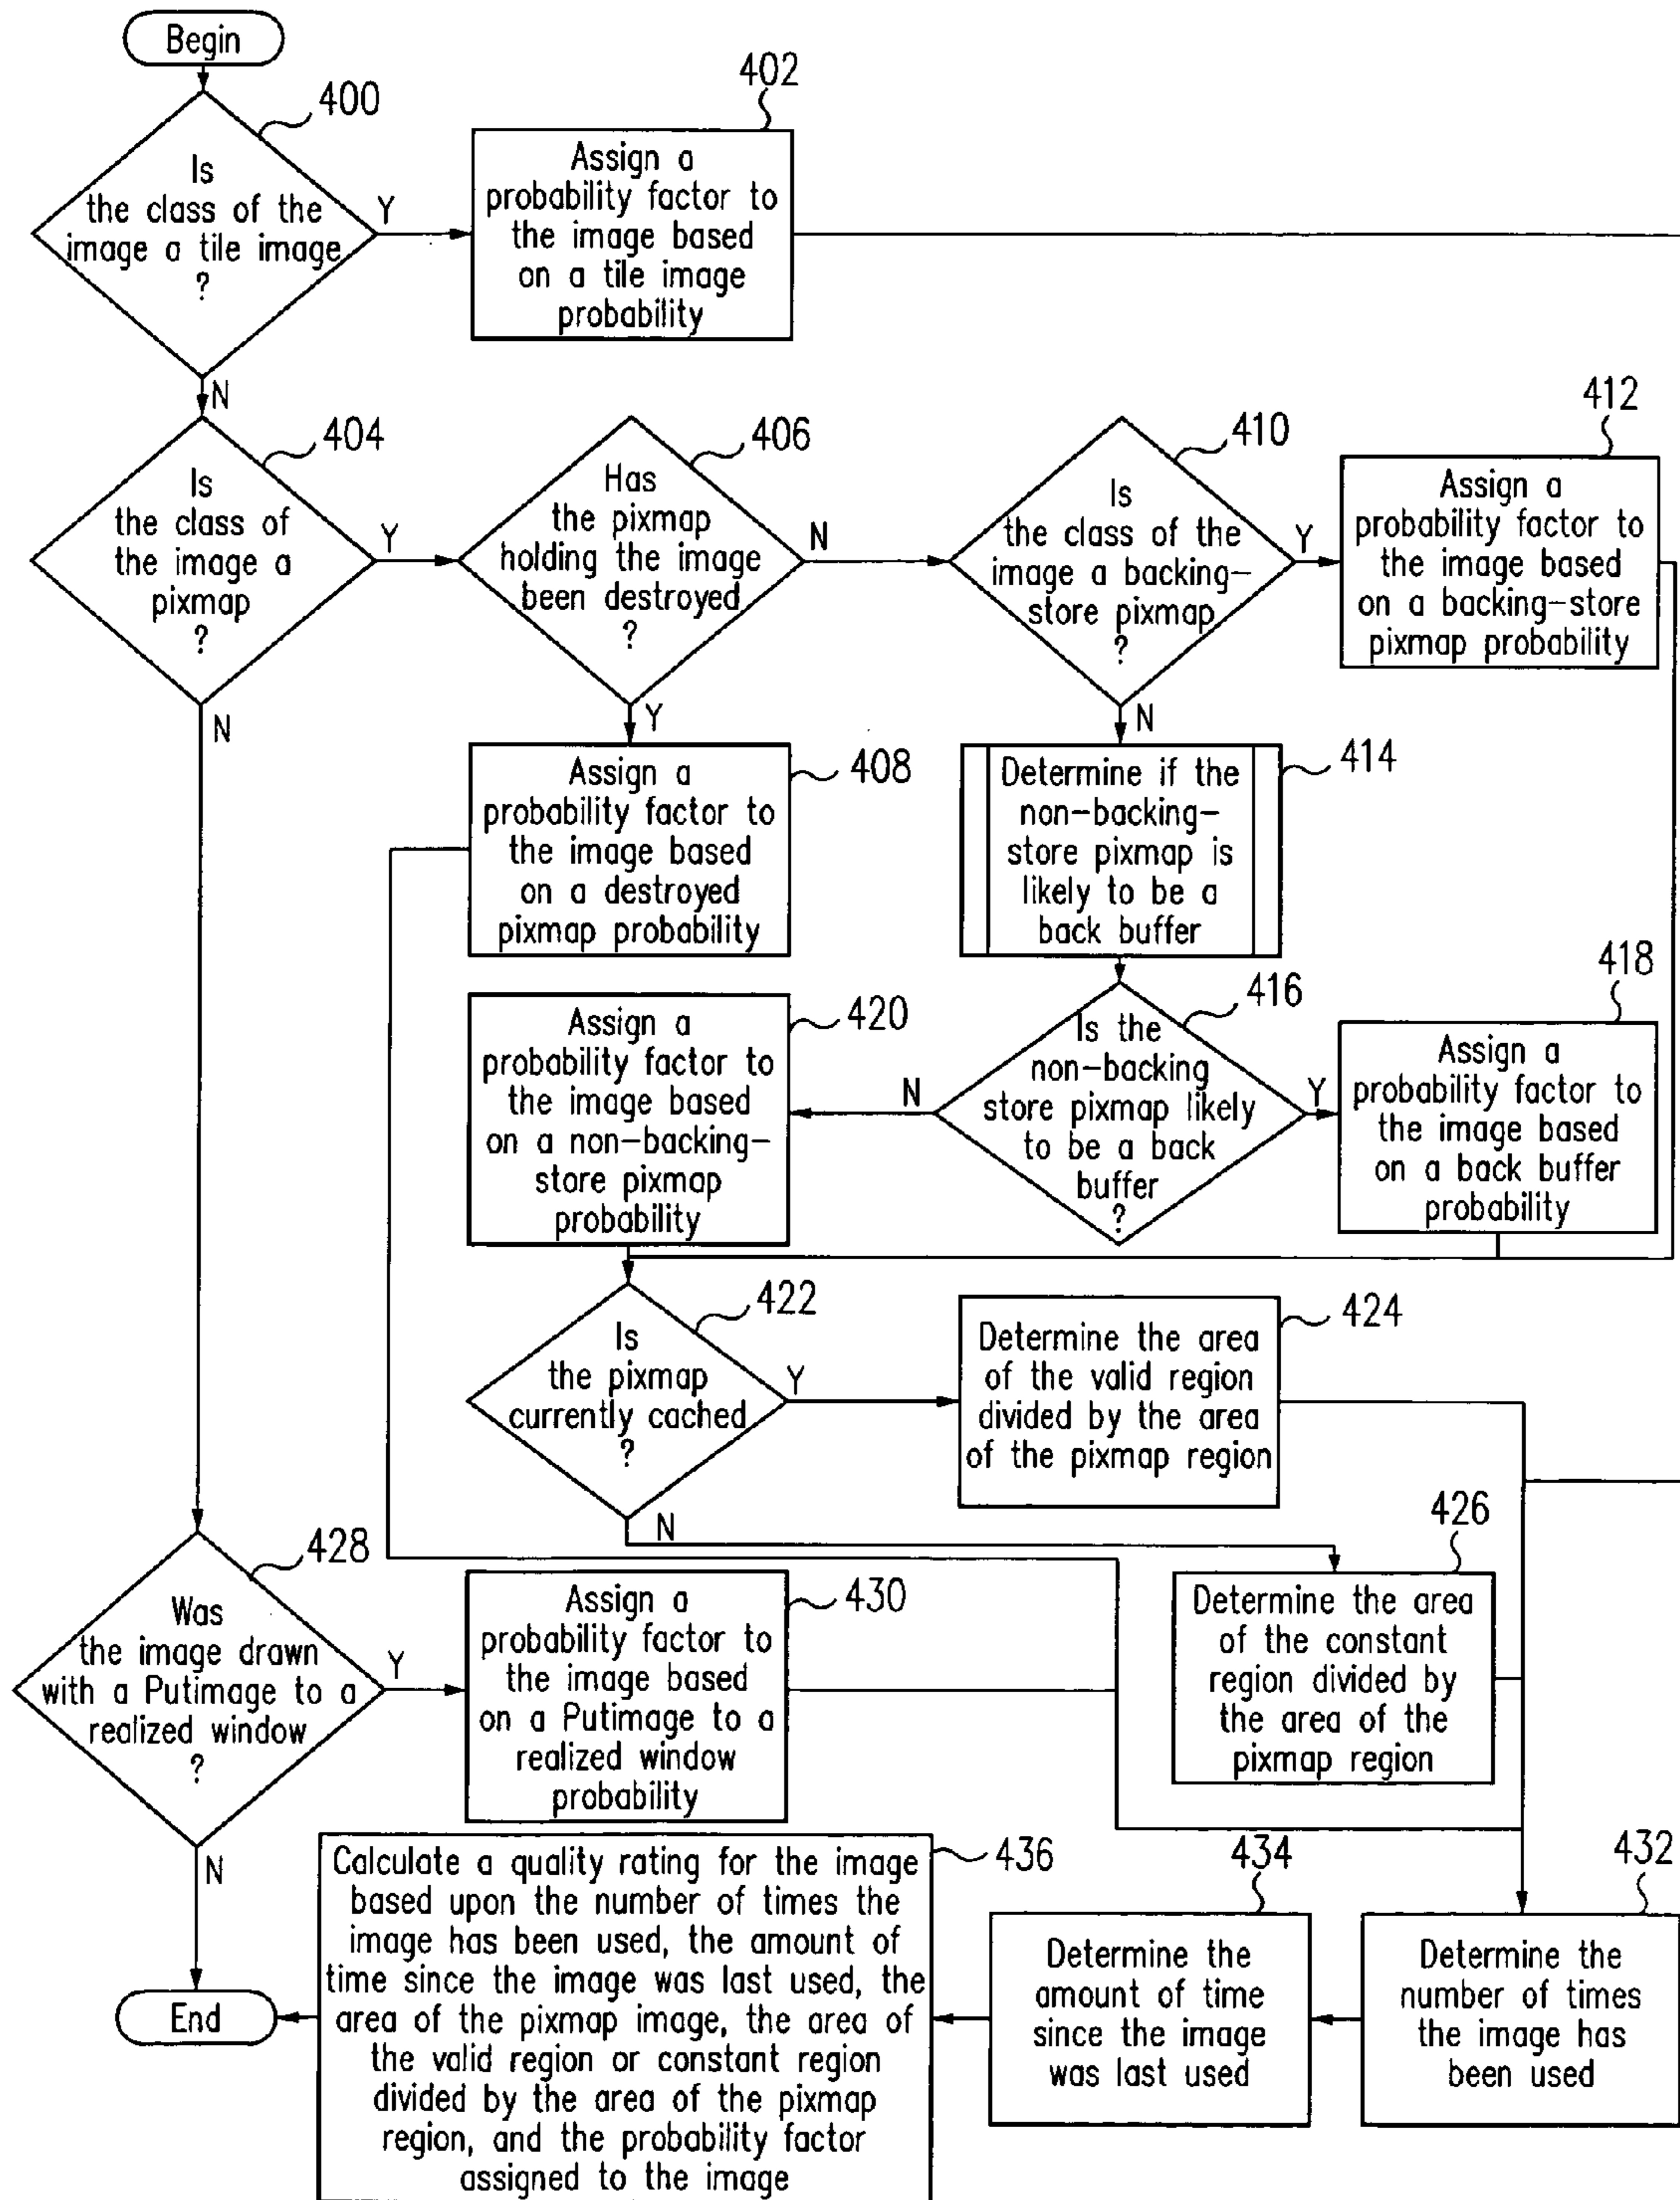 Begin
400
Is
the class of the
image a tile image
?
Y
N
402
Assign a
probability factor to
the image based
on a tile image
probability
404
Is
the class of
the image a
pixmap
?
Y
N
406
Has
the pixmap
holding the image
been destroyed
?
N
Y
410
Is
the class of the
image a backing-
store pixmap
?
Y
N
412
Assign a
probability factor to
the image based
on a backing-store
pixmap probability
408
Assign a
probability factor to
the image based
on a destroyed
pixmap probability
414
Determine if the
non-backing-
store pixmap is
likely to be a
back buffer
416
Is the
non-backing
store pixmap likely
to be a back
buffer
?
N
Y
418
Assign a
probability factor to
the image based
on a back buffer
probability
420
Assign a
probability factor to
the image based
on a non-backing-
store pixmap
probability
422
Is
the pixmap
currently cached
?
Y
N
424
Determine the area
of the valid region
divided by the area
of the pixmap region
426
Determine the area
of the constant
region divided by
the area of the
pixmap region
428
Was
the image drawn
with a Putimage to a
realized window
?
Y
N
430
Assign a
probability factor to
the image based
on a Putimage to a
realized window
probability
432
Determine the
number of times
the image has
been used
434
Determine the
amount of time
since the image
was last used
436
Calculate a quality rating for the image
based upon the number of times the
image has been used, the amount of
time since the image was last used, the
area of the pixmap image, the area of
the valid region or constant region
divided by the area of the pixmap
region, and the probability factor
assigned to the image
End